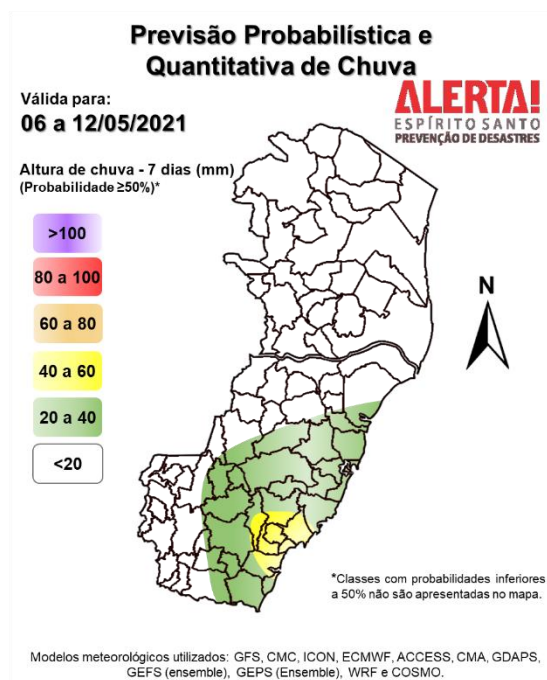 Previsão Probabilística e
Quantitativa de Chuva
Válida para:
06 a 12/05/2021
ALERTA!
ESPÍRITO SANTO
PREVENÇÃO DE DESASTRES
Altura de chuva - 7 dias (mm)
(Probabilidade ≥50%)*
>100
80 a 100
60 a 80
40 a 60
20 a 40
<20
N
*Classes com probabilidades inferiores
a 50% não são apresentadas no mapa.
Modelos meteorológicos utilizados: GFS, CMC, ICON, ECMWF, ACCESS, CMA, GDAPS,
GEFS (ensemble), GEPS (Ensemble), WRF e COSMO.